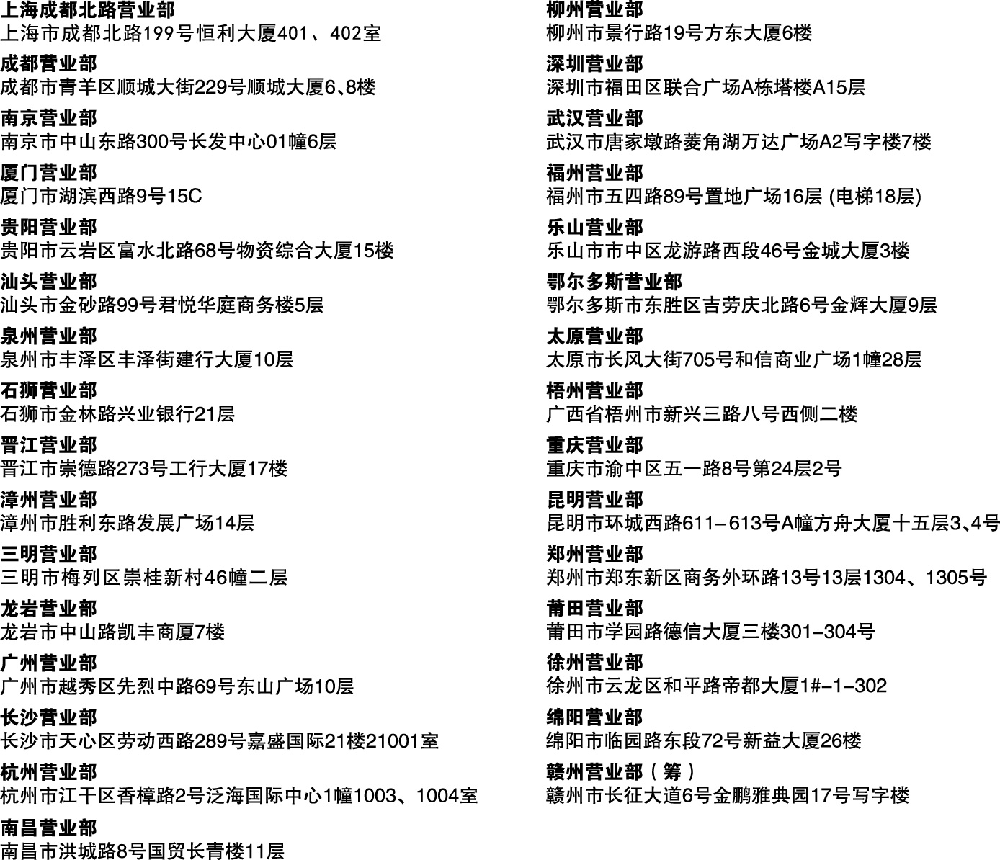 上海成都北路营业部
上海市成都北路199号恒利大厦401、402室
成都营业部
成都市青羊区顺城大街229号顺城大厦6、8楼
南京营业部
南京市中山东路300号长发中心01幢6层
厦门营业部
厦门市湖滨西路9号15C
贵阳营业部
贵阳市云岩区富水北路68号物资综合大厦15楼
汕头营业部
汕头市金砂路99号君悦华庭商务楼5层
泉州营业部
泉州市丰泽区丰泽街建行大厦10层
石狮营业部
石狮市金林路兴业银行21层
晋江营业部
晋江市崇德路273号工行大厦17楼
漳州营业部
漳州市胜利东路发展广场14层
三明营业部
三明市梅列区崇桂新村46幢二层
龙岩营业部
龙岩市中山路凯丰商厦7楼
广州营业部
广州市越秀区先烈中路69号东山广场10层
长沙营业部
长沙市天心区劳动西路289号嘉盛国际21楼21001室
杭州营业部
杭州市江干区香樟路2号泛海国际中心1幢1003、1004室
南昌营业部
南昌市洪城路8号国贸长青楼11层
柳州营业部
柳州市景行路19号方东大厦6楼
深圳营业部
深圳市福田区联合广场A栋塔楼A15层
武汉营业部
武汉市唐家墩路菱角湖万达广场A2写字楼7楼
福州营业部
福州市五四路89号置地广场16层 (电梯18层)
乐山营业部
乐山市市中区龙游路西段46号金城大厦3楼
鄂尔多斯营业部
鄂尔多斯市东胜区吉劳庆北路6号金辉大厦9层
太原营业部
太原市长风大街705号和信商业广场1幢28层
梧州营业部
广西省梧州市新兴三路八号西侧二楼
重庆营业部
重庆市渝中区五一路8号第24层2号
昆明营业部
昆明市环城西路611-613号A幢方舟大厦十五层3、4号
郑州营业部
郑州市郑东新区商务外环路13号13层1304、1305号
莆田营业部
莆田市学园路德信大厦三楼301-304号
徐州营业部
徐州市云龙区和平路帝都大厦1#-1-302
绵阳营业部
绵阳市临园路东段72号新益大厦26楼
赣州营业部（筹）
赣州市长征大道6号金鹏雅典园17号写字楼